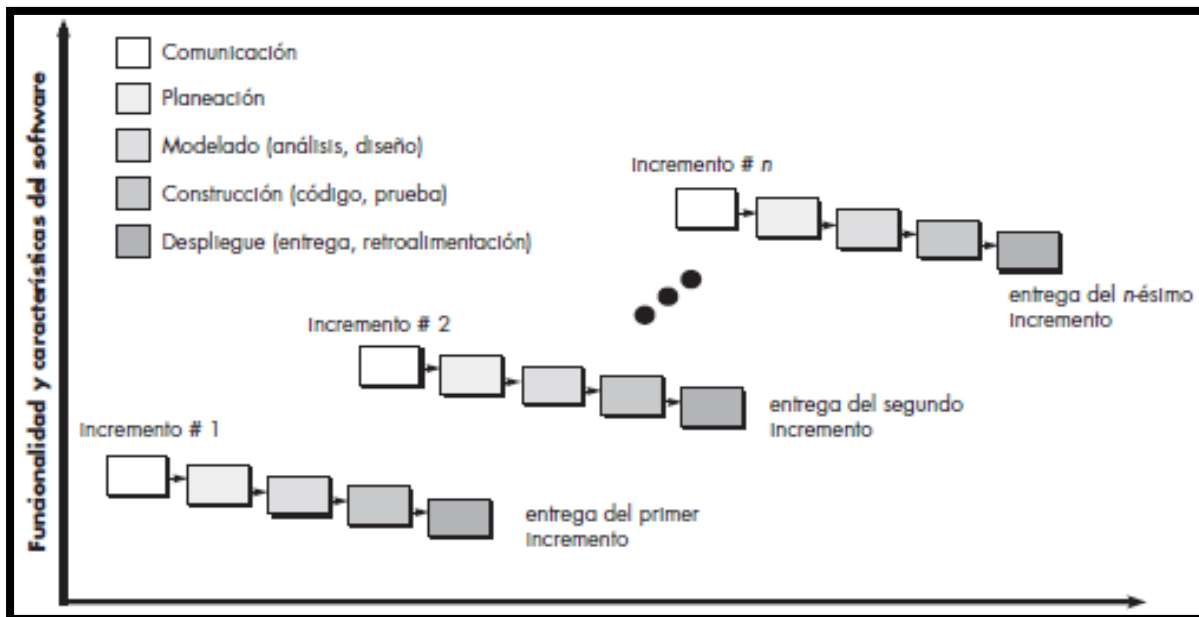 Funcionalidad y características del software
Comunicación
Planeación
Modelado (análisis, diseño)
Construcción (código, prueba)
Despliegue (entrega, retroalimentación)
Incremento # n
entrega del n-ésimo
Incremento
Incremento # 2
entrega del segundo
Incremento
Incremento # 1
entrega del primer
Incremento